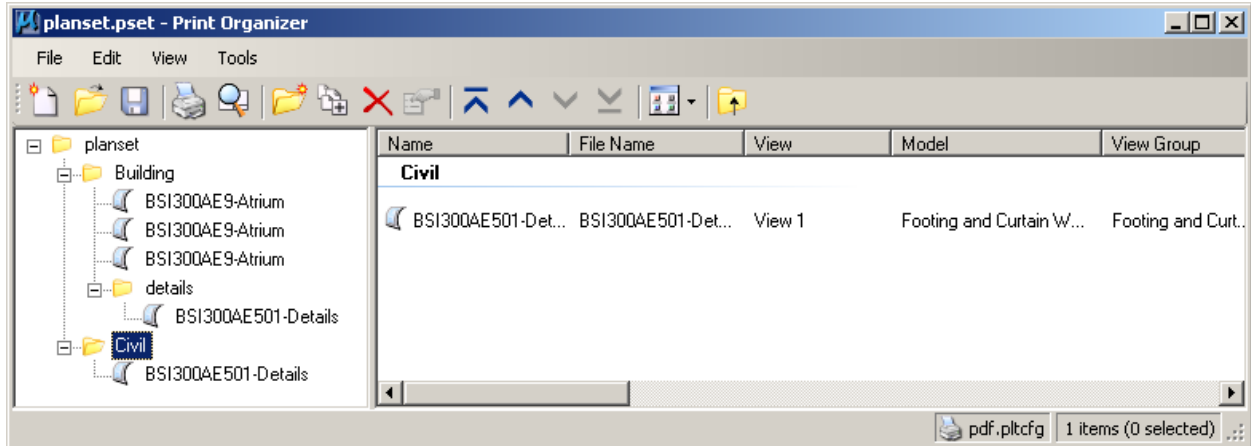 planset.pset - Print Organizer
File Edit View Tools
planset
Building
BSI300AE9-Atrium
BSI300AE9-Atrium
BSI300AE9-Atrium
details
BSI300AE501-Details
Civil
BSI300AE501-Details
Name File Name View Model View Group
Civil
BSI300AE501-Det... BSI300AE501-Det... View 1 Footing and Curtain W... Footing and Curt..
pdf.pltcfg 1 items (0 selected)